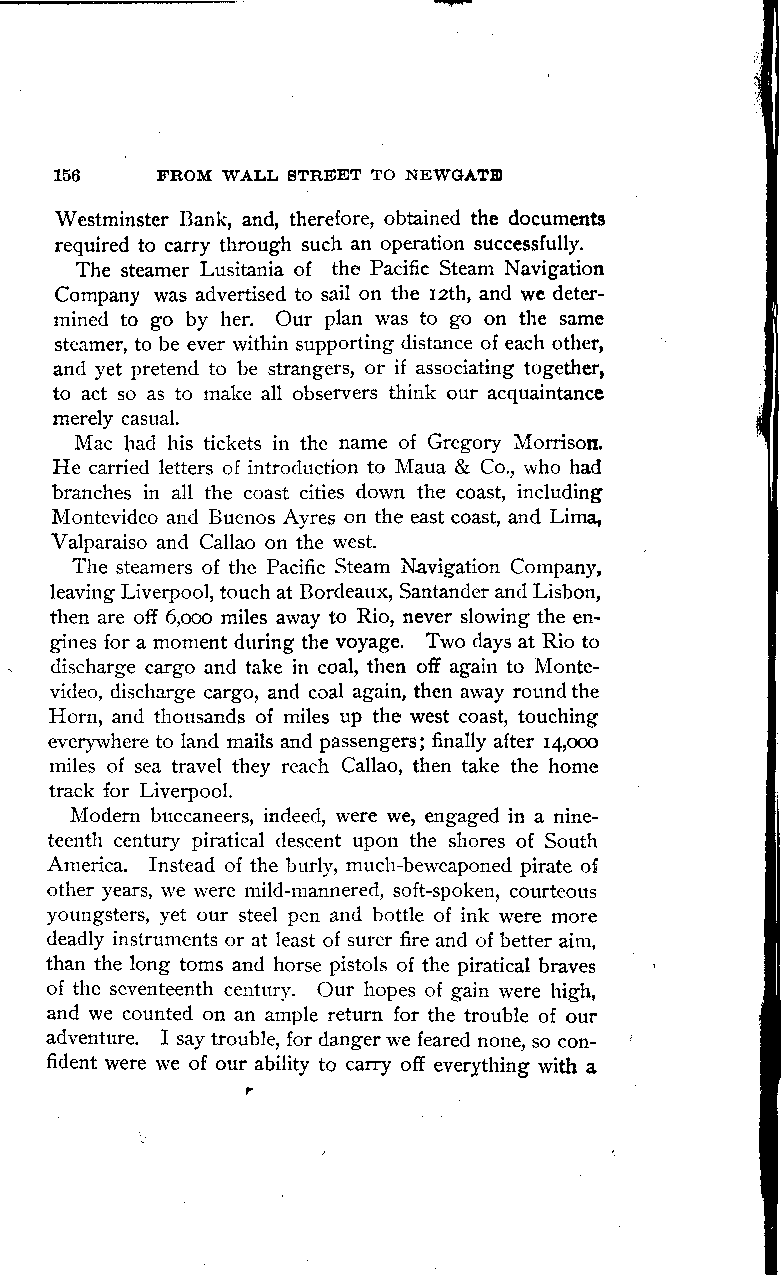 156 FROM WALL STREET TO NEWGATE
Westminster Bank, and, therefore, obtained the documents
required to carry through such an operation successfully.
The steamer Lusitania of the Pacific Steam Navigation
Company was advertised to sail on the 12th, and we deter-
mined to go by her. Our plan was to go on the same
steamer, to be ever within supporting distance of each other,
and yet pretend to be strangers, or if associating together,
to act so as to make all observers think our acquaintance
merely casual.
Mac had his tickets in the name of Gregory Morrison.
He carried letters of introduction to Maua & Co., who had
branches in all the coast cities down the coast, including
Montevideo and Buenos Ayres on the east coast, and Lima,
Valparaiso and Callao on the west.
The steamers of the Pacific Steam Navigation Company,
leaving Liverpool, touch at Bordeaux, Santander and Lisbon,
then are off 6,000 miles away to Rio, never slowing the en-
gines for a moment during the voyage. Two days at Rio to
discharge cargo and take in coal, then off again to Monte-
video, discharge cargo, and coal again, then away round the
Horn, and thousands of miles up the west coast, touching
everywhere to land mails and passengers; finally after 14,000
miles of sea travel they reach Callao, then take the home
track for Liverpool.
Modern buccaneers, indeed, were we, engaged in a nine-
teenth century piratical descent upon the shores of South
America. Instead of the burly, much-beweaponed pirate of
other years, we were mild-mannered, soft-spoken, courteous
youngsters, yet our steel pen and bottle of ink were more
deadly instruments or at least of surer fire and of better aim,
than the long toms and horse pistols of the piratical braves
of the seventeenth century. Our hopes of gain were high,
and we counted on an ample return for the trouble of our
adventure. I say trouble, for danger we feared none, so con-
fident were we of our ability to carry off everything with a